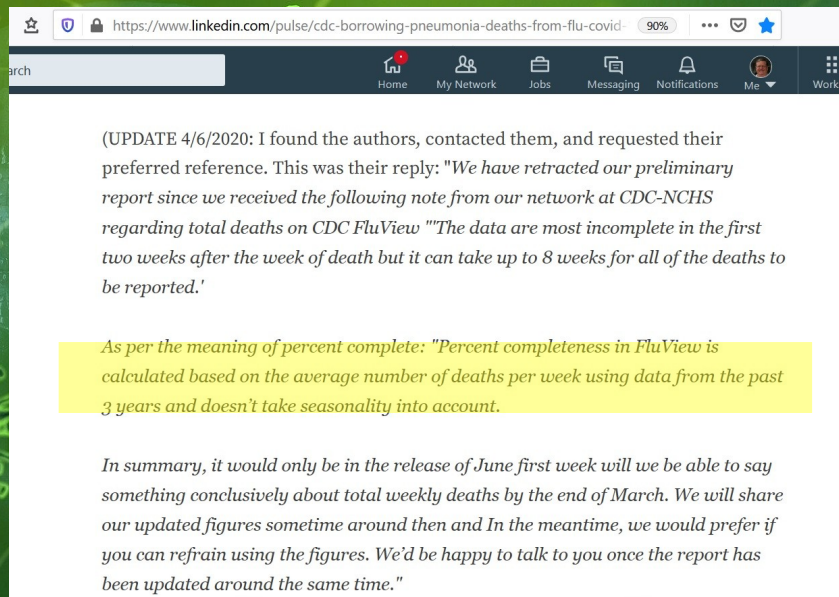 https://www.linkedin.com/pulse/cdc-borrowing-pneumonia-deaths-from-flu-covid-
90%
arch
Home
My Network
Jobs
Messaging
Notifications
Me
Work
(UPDATE 4/6/2020: I found the authors, contacted them, and requested their
preferred reference. This was their reply: "We have retracted our preliminary
report since we received the following note from our network at CDC-NCHS
regarding total deaths on CDC FluView "'The data are most incomplete in the first
two weeks after the week of death but it can take up to 8 weeks for all of the deaths to
be reported.'
As per the meaning of percent complete: "Percent completeness in FluView is
calculated based on the average number of deaths per week using data from the past
3 years and doesn't take seasonality into account.
In summary, it would only be in the release of June first week will we be able to say
something conclusively about total weekly deaths by the end of March. We will share
our updated figures sometime around then and In the meantime, we would prefer if
you can refrain using the figures. We'd be happy to talk to you once the report has
been updated around the same time."